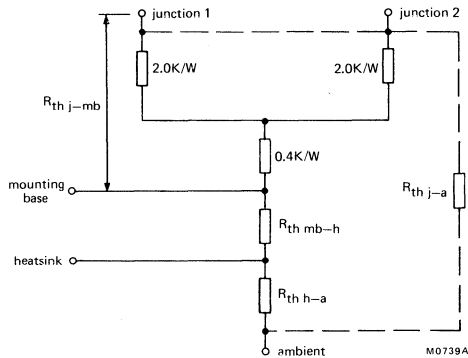 junction 1
junction 2
2.0K/W
2.0K/W
Rth j–mb
0.4K/W
mounting
base
Rth j–a
Rth mb–h
heatsink
Rth h–a
ambient
M0739A